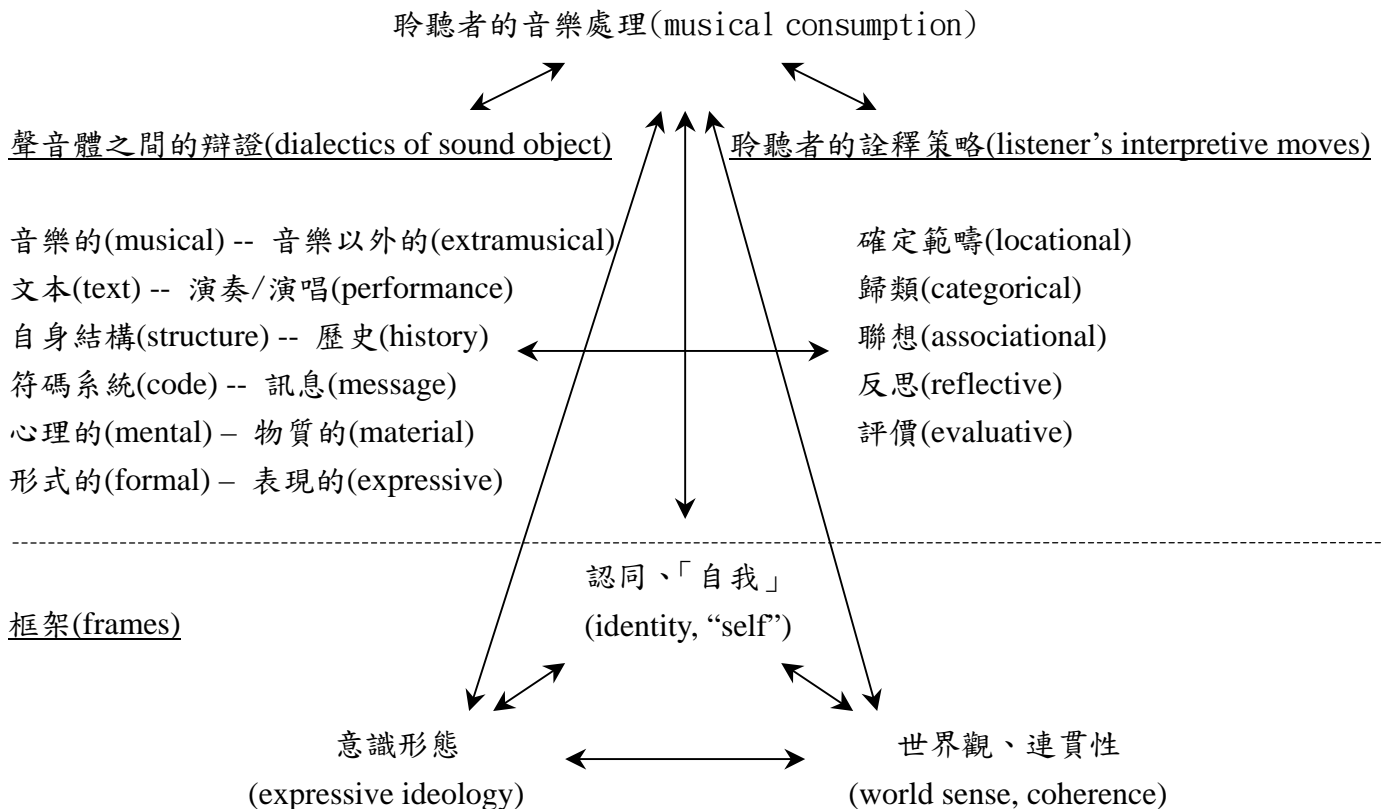 聆聽者的音樂處理(musical consumption)
聲音體之間的辯證(dialectics of sound object)
聆聽者的詮釋策略(listener’s interpretive moves)
音樂的(musical) -- 音樂以外的(extramusical)
文本(text) -- 演奏/演唱(performance)
自身結構(structure) -- 歷史(history)
符碼系統(code) -- 訊息(message)
心理的(mental) – 物質的(material)
形式的(formal) – 表現的(expressive)
確定範疇(locational)
歸類(categorical)
聯想(associational)
反思(reflective)
評價(evaluative)
認同、「自我」
(identity, “self”)
框架(frames)
意識形態
(expressive ideology)
世界觀、連貫性
(world sense, coherence)